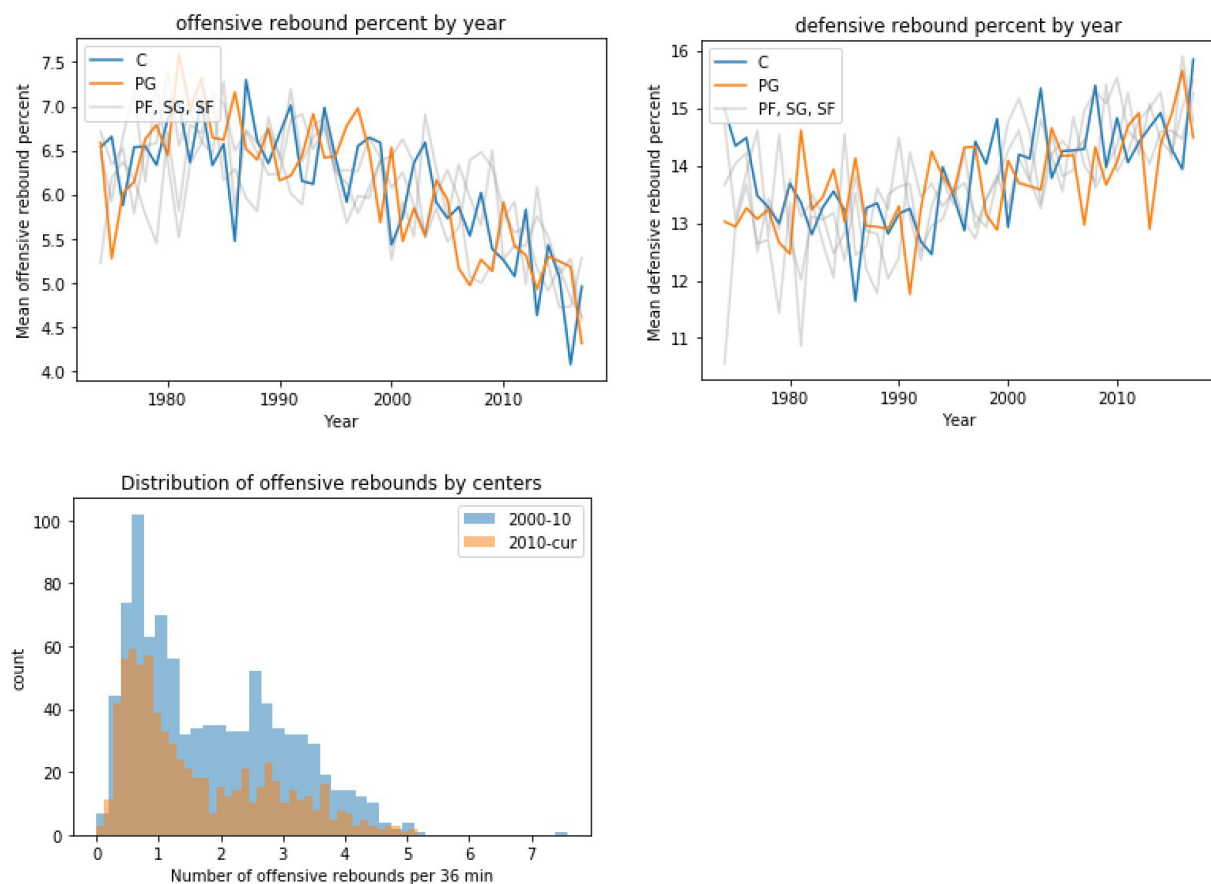 offensive rebound percent by year
C
PG
PF, SG, SF
7.5
7.0
6.5
6.0
5.5
5.0
4.5
4.0
Mean offensive rebound percent
1980
1990
2000
2010
Year
defensive rebound percent by year
C
PG
PF, SG, SF
16
15
14
13
12
11
Mean defensive rebound percent
1980
1990
2000
2010
Year
Distribution of offensive rebounds by centers
2000-10
2010-cur
100
80
60
40
20
0
count
0
1
2
3
4
5
6
7
Number of offensive rebounds per 36 min